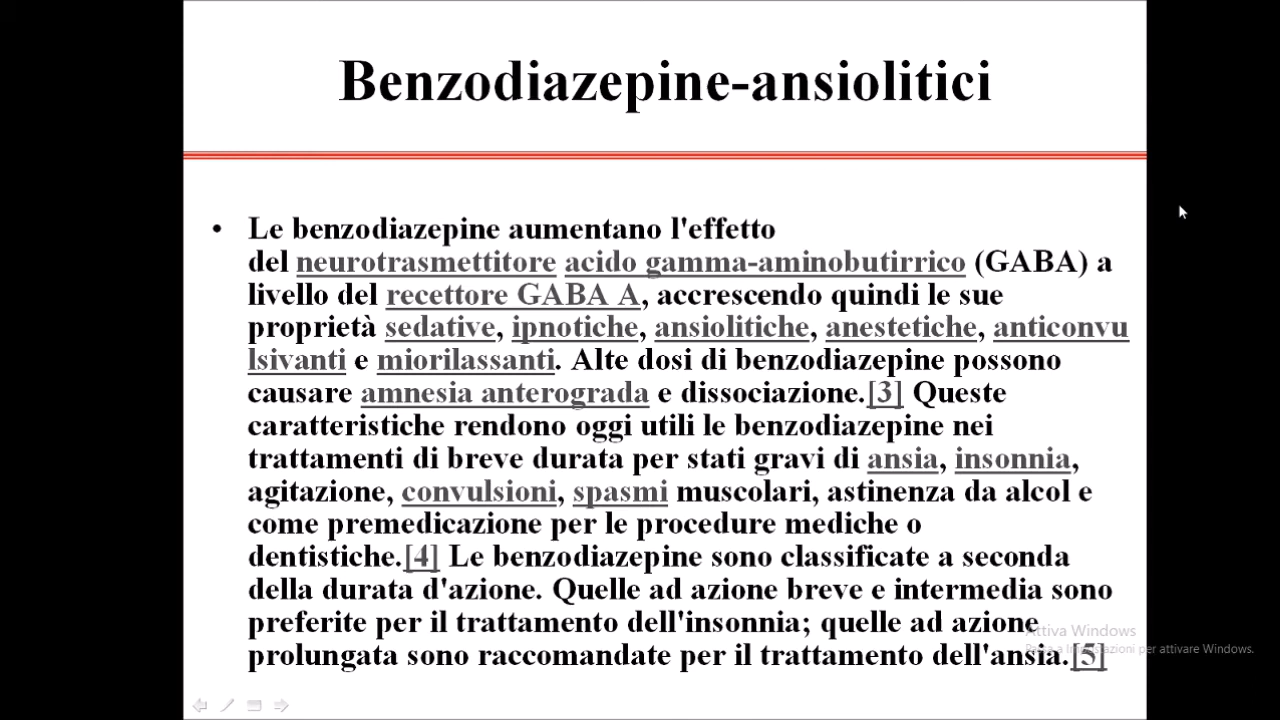 Benzodiazepine-ansiolitici
• Le benzodiazepine aumentano l'effetto
del neurotrasmettitore acido gamma-aminobutirrico (GABA) a
livello del recettore GABA A, accrescendo quindi le sue
proprietà sedative, ipnotiche, ansiolitiche, anestetiche, anticonvu
lsivanti e miorilassanti. Alte dosi di benzodiazepine possono
causare amnesia anterograda e dissociazione.[3] Queste
caratteristiche rendono oggi utili le benzodiazepine nei
trattamenti di breve durata per stati gravi di ansia, insonnia,
agitazione, convulsioni, spasmi muscolari, astinenza da alcol e
come premedicazione per le procedure mediche o
dentistiche.[4] Le benzodiazepine sono classificate a seconda
della durata d'azione. Quelle ad azione breve e intermedia sono
preferite per il trattamento dell'insonnia; quelle ad azione
prolungata sono raccomandate per il trattamento dell'ansia.[5]
Attiva Windows
Passa a Impostazioni per attivare Windows.